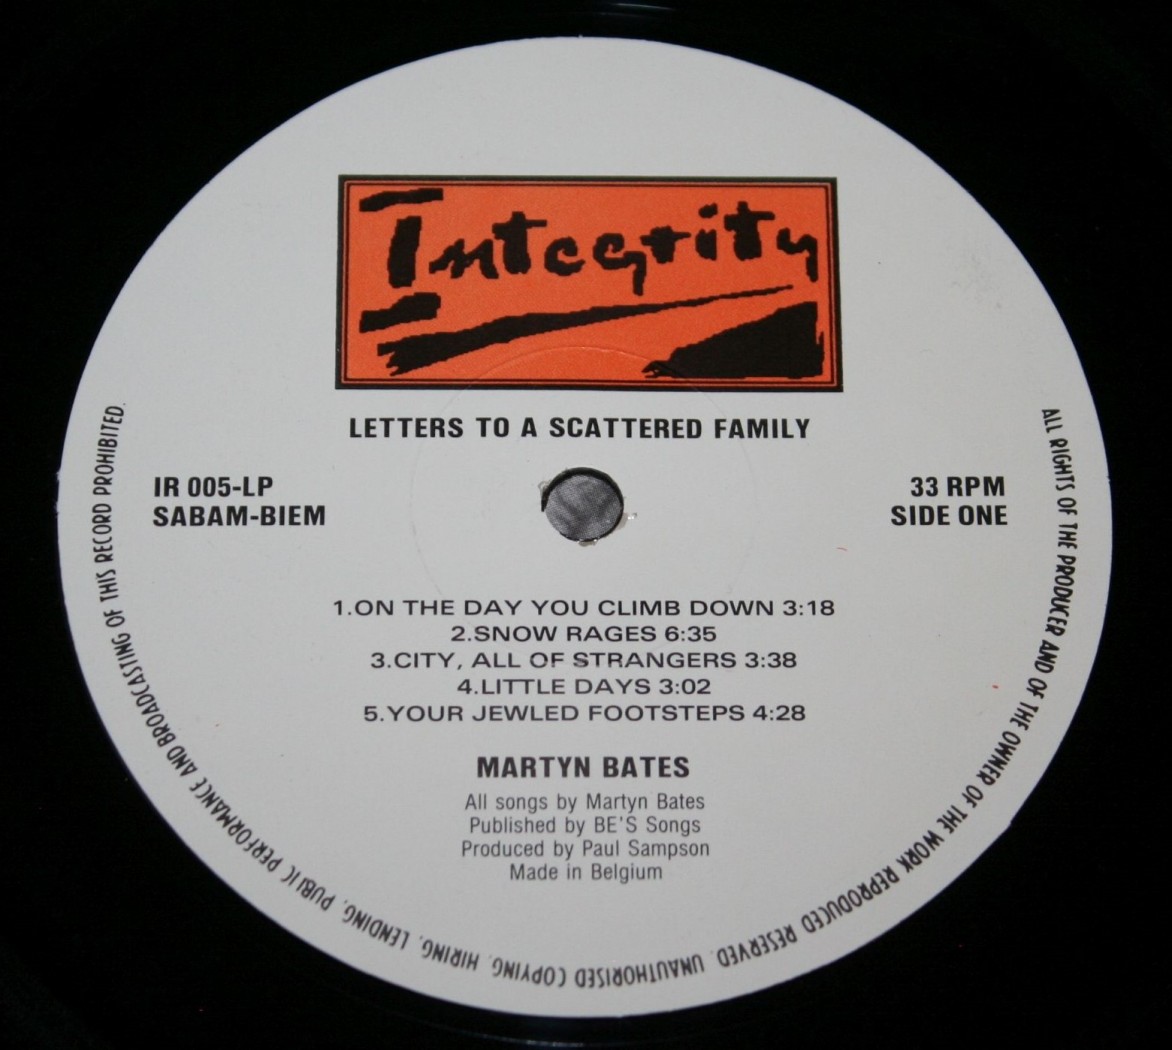 Integrity
LETTERS TO A SCATTERED FAMILY
IR 005-LP
SABAM-BIEM
33 RPM
SIDE ONE
1.ON THE DAY YOU CLIMB DOWN 3:18
2.SNOW RAGES 6:35
3.CITY, ALL OF STRANGERS 3:38
4.LITTLE DAYS 3:02
5.YOUR JEWLED FOOTSTEPS 4:28
MARTYN BATES
All songs by Martyn Bates
Published by BE'S Songs
Produced by Paul Sampson
Made in Belgium
ALL RIGHTS OF THE PRODUCER AND OF THE OWNER OF THE WORK REPRODUCED RESERVED. UNAUTHORISED COPYING, HIRING, LENDING, PUBLIC PERFORMANCE AND BROADCASTING OF THIS RECORD PROHIBITED.